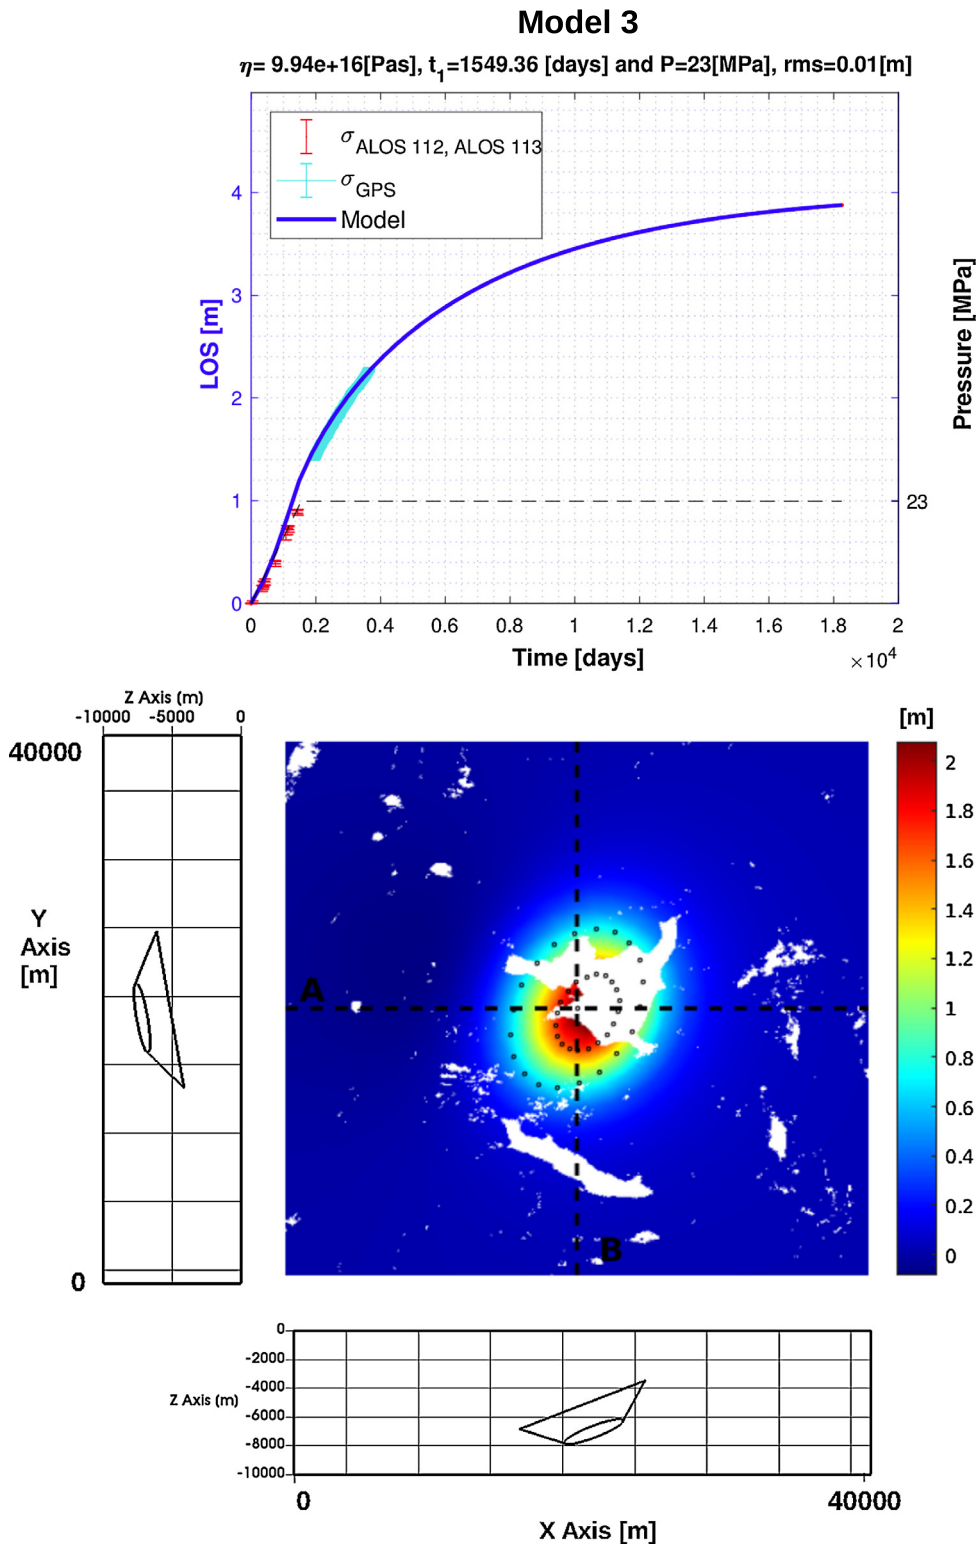 Model 3
η= 9.94e+16[Pas], t1=1549.36 [days] and P=23[MPa], rms=0.01[m]
σ ALOS 112, ALOS 113
σ GPS
Model
4
3
2
1
0
LOS [m]
23
Pressure [MPa]
0 0.2 0.4 0.6 0.8 1 1.2 1.4 1.6 1.8 2
Time [days]
×10^4
Z Axis (m)
-10000 -5000 0
40000
Y
Axis
[m]
0
A
B
[m]
2
1.8
1.6
1.4
1.2
1
0.8
0.6
0.4
0.2
0
0
-2000
-4000
Z Axis (m)
-6000
-8000
-10000
0 40000
X Axis [m]